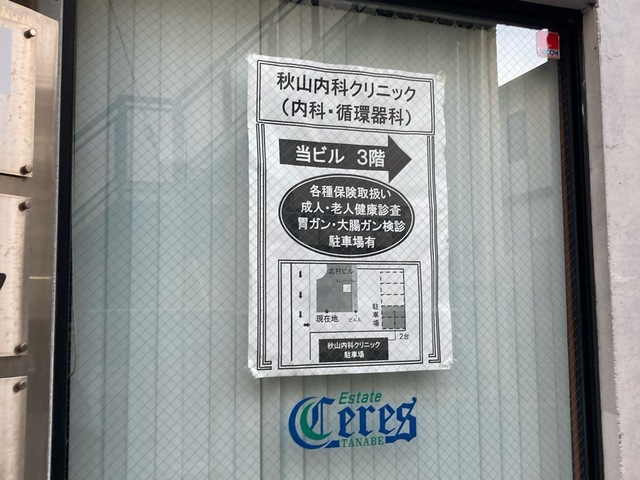 秋山内科クリニック
(内科・循環器科)
当ビル 3階
各種保険取扱い
成人・老人健康診査
胃ガン・大腸ガン検診
駐車場有
北村ビル
駐車場
現在地
2台
秋山内科クリニック
駐車場
Estate
Ceres
TANABE